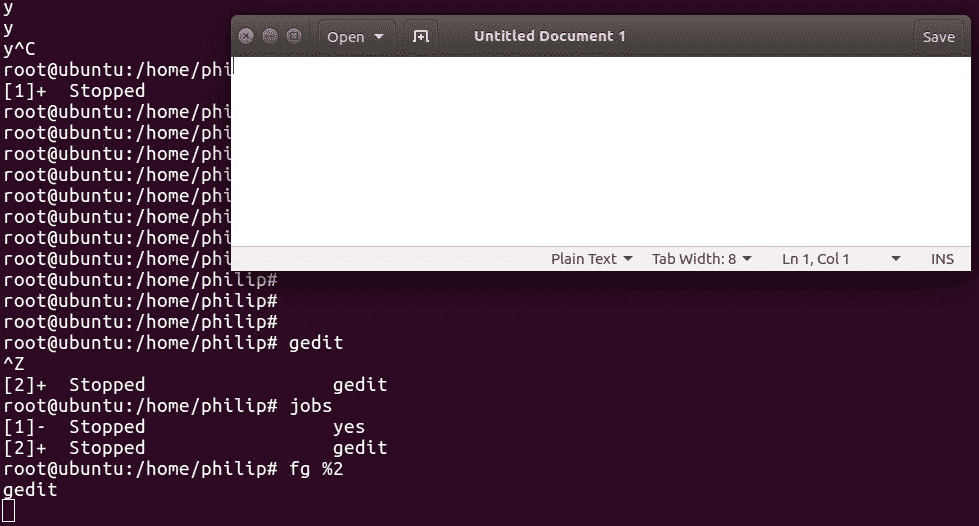 y
y
y^C
Open
Untitled Document 1
Save
root@ubuntu:/home/phi
[1]+  Stopped
root@ubuntu:/home/phi
root@ubuntu:/home/phi
root@ubuntu:/home/phi
root@ubuntu:/home/phi
root@ubuntu:/home/phi
root@ubuntu:/home/phi
root@ubuntu:/home/phi
root@ubuntu:/home/phi
Plain Text Tab Width: 8 Ln 1, Col 1 INS
root@ubuntu:/home/philip#
root@ubuntu:/home/philip#
root@ubuntu:/home/philip#
root@ubuntu:/home/philip# gedit
^Z
[2]+  Stopped                 gedit
root@ubuntu:/home/philip# jobs
[1]-  Stopped                 yes
[2]+  Stopped                 gedit
root@ubuntu:/home/philip# fg %2
gedit